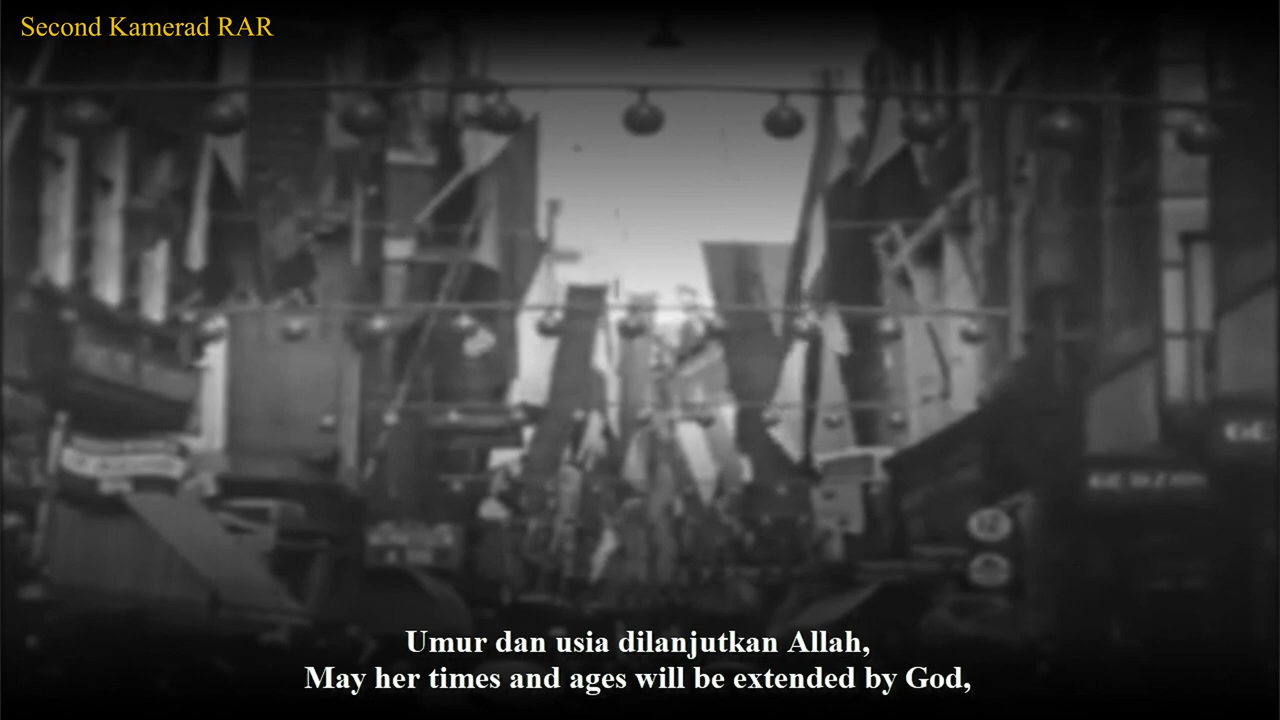 Second Kamerad RAR
Umur dan usia dilanjutkan Allah,
May her times and ages will be extended by God,